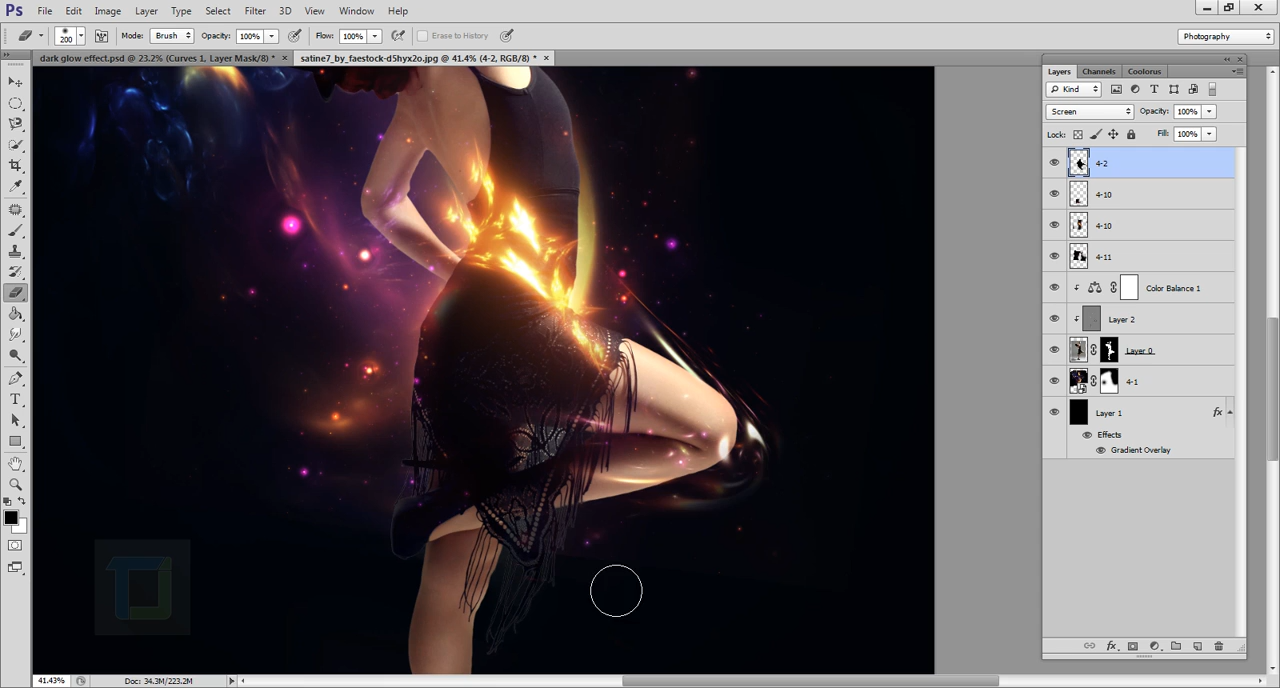 Ps File Edit Image Layer Type Select Filter 3D View Window Help
200 Mode: Brush Opacity: 100% Flow: 100% Erase to History Photography
dark glow effect.psd @ 23.2% (Curves 1, Layer Mask/8) * × satine7_by_faestock-d5hyx2o.jpg @ 41.4% (4-2, RGB/8) * ×
Layers Channels Coolorus
Kind
Screen Opacity: 100%
Lock: Fill: 100%
4-2
4-10
4-10
4-11
Color Balance 1
Layer 2
Layer 0
4-1
Layer 1 fx
Effects
Gradient Overlay
fx
41.43% Doc: 34.3M/223.2M